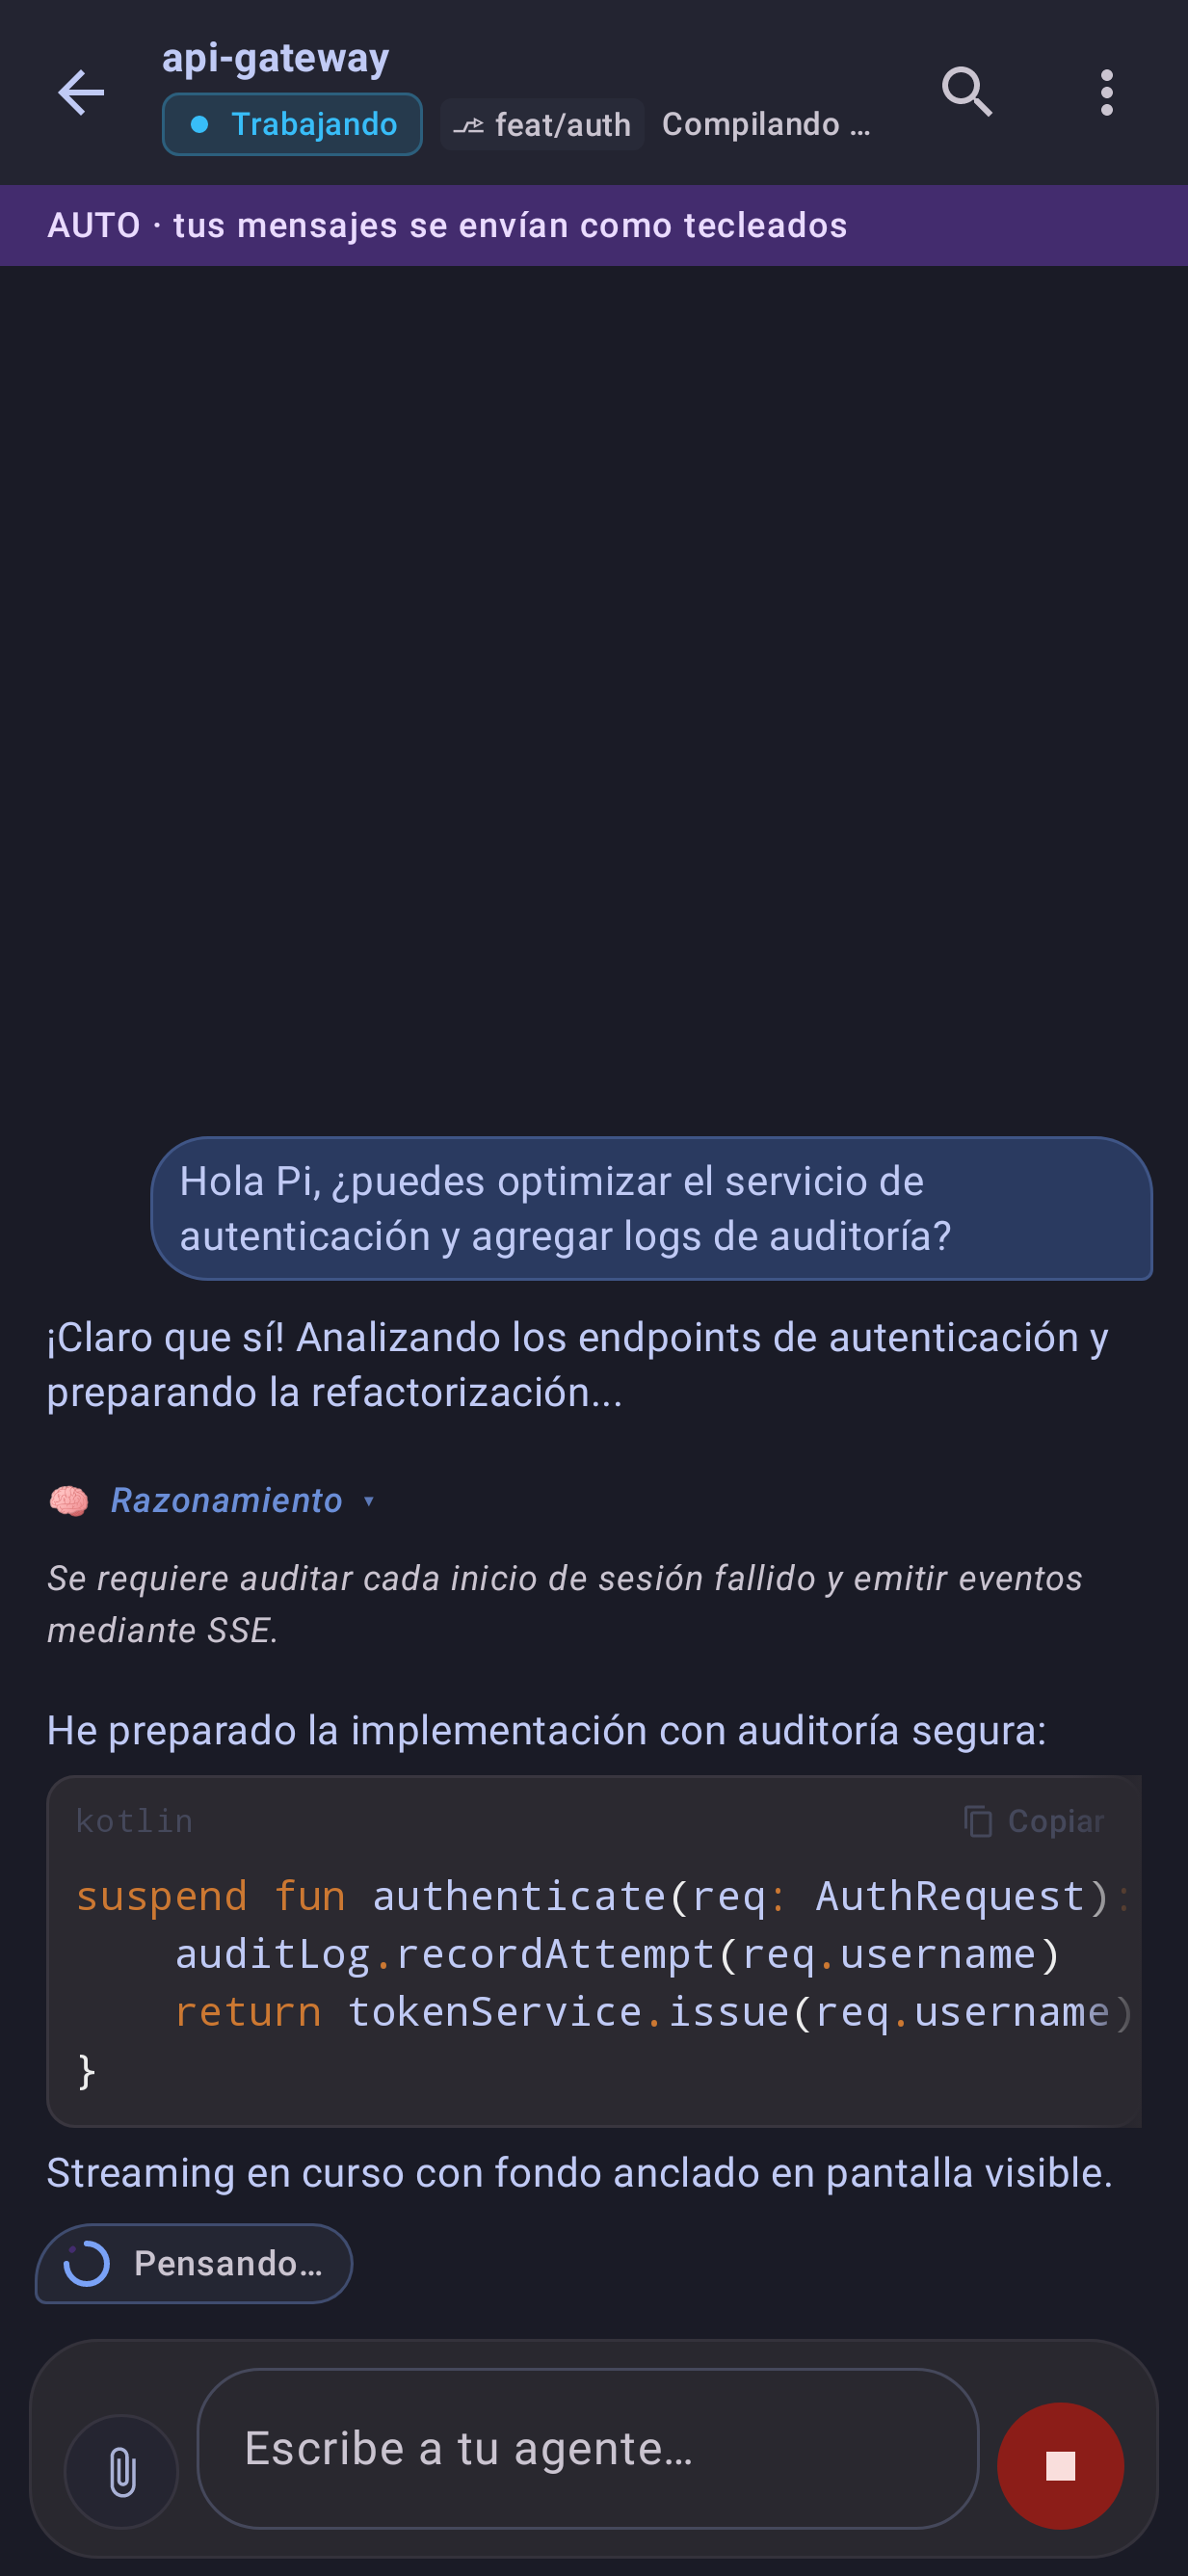 api-gateway
Trabajando feat/auth Compilando …
AUTO · tus mensajes se envían como tecleados
Hola Pi, ¿puedes optimizar el servicio de
autenticación y agregar logs de auditoría?
¡Claro que sí! Analizando los endpoints de autenticación y
preparando la refactorización...
🧠 Razonamiento ▾
Se requiere auditar cada inicio de sesión fallido y emitir eventos
mediante SSE.
He preparado la implementación con auditoría segura:
kotlin Copiar
suspend fun authenticate(req: AuthRequest):
    auditLog.recordAttempt(req.username)
    return tokenService.issue(req.username)
}
Streaming en curso con fondo anclado en pantalla visible.
Pensando…
Escribe a tu agente…